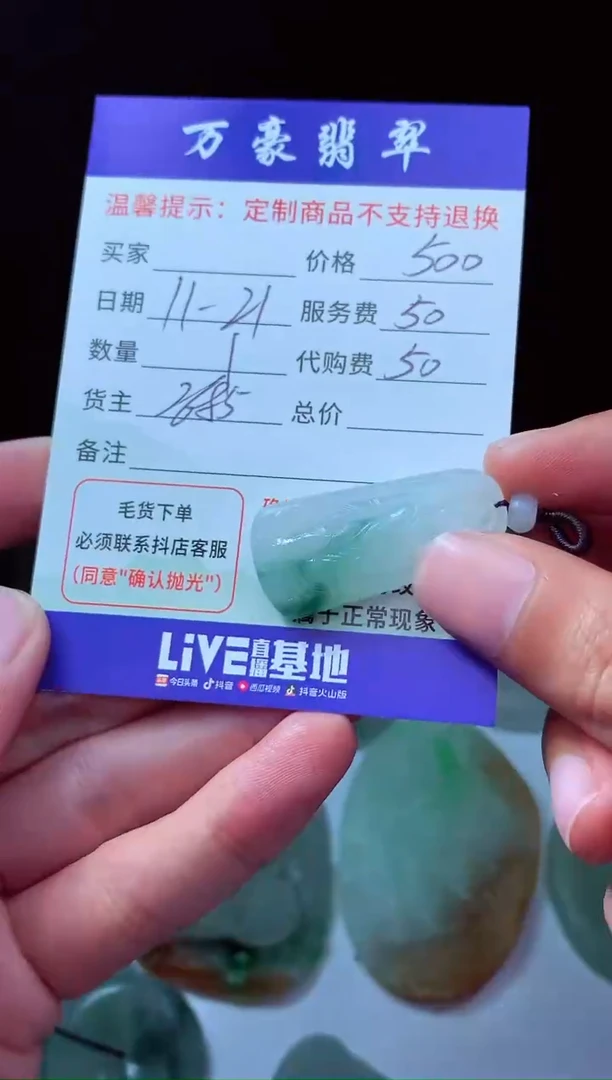 万豪翡翠
温馨提示：定制商品不支持退换
买家 价格 500
日期 11-21 服务费 50
数量 1 代购费 50
货主 总价
备注
毛货下单
必须联系抖店客服
(同意"确认抛光")
属于正常现象
LiVE直播基地
今日头条 抖音 西瓜视频 抖音火山版